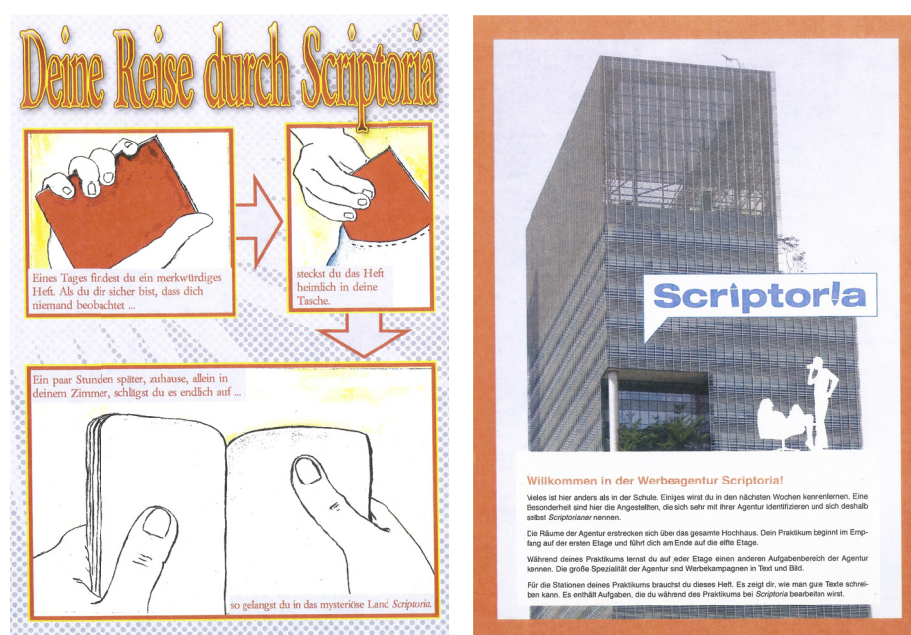 Deine Reise durch Scriptoria
Eines Tages findest du ein merkwürdiges
Heft. Als du dir sicher bist, dass dich
niemand beobachtet ...
steckst du das Heft
heimlich in deine
Tasche.
Ein paar Stunden später, zuhause, allein in
deinem Zimmer, schlägst du es endlich auf ...
so gelangst du in das mysteriöse Land Scriptoria.
Scriptoria
Willkommen in der Werbeagentur Scriptoria!
Vieles ist hier anders als in der Schule. Einiges wirst du in den nächsten Wochen kennenlernen. Eine
Besonderheit sind hier die Angestellten, die sich sehr mit ihrer Agentur identifizieren und sich deshalb
selbst Scriptorianer nennen.
Die Räume der Agentur erstrecken sich über das gesamte Hochhaus. Dein Praktikum beginnt im Emp-
fang auf der ersten Etage und führt dich am Ende auf die elfte Etage.
Während deines Praktikums lernst du auf jeder Etage einen anderen Aufgabenbereich der Agentur
kennen. Die große Spezialität der Agentur sind Werbekampagnen in Text und Bild.
Für die Stationen deines Praktikums brauchst du dieses Heft. Es zeigt dir, wie man gute Texte schrei-
ben kann. Es enthält Aufgaben, die du während des Praktikums bei Scriptoria bearbeiten wirst.